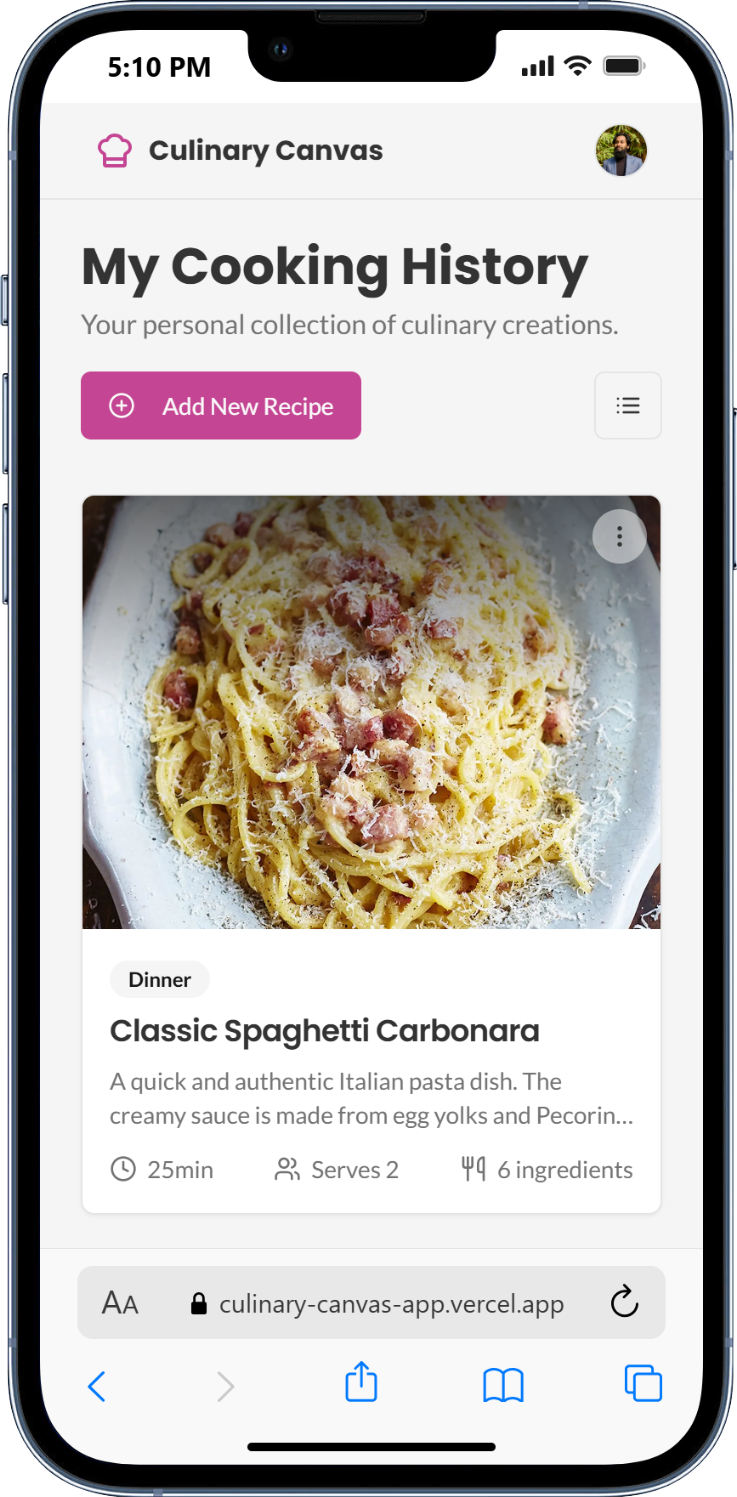 5:10 PM
Culinary Canvas
My Cooking History
Your personal collection of culinary creations.
Add New Recipe
Dinner
Classic Spaghetti Carbonara
A quick and authentic Italian pasta dish. The
creamy sauce is made from egg yolks and Pecorin...
25min Serves 2 6 ingredients
AA culinary-canvas-app.vercel.app